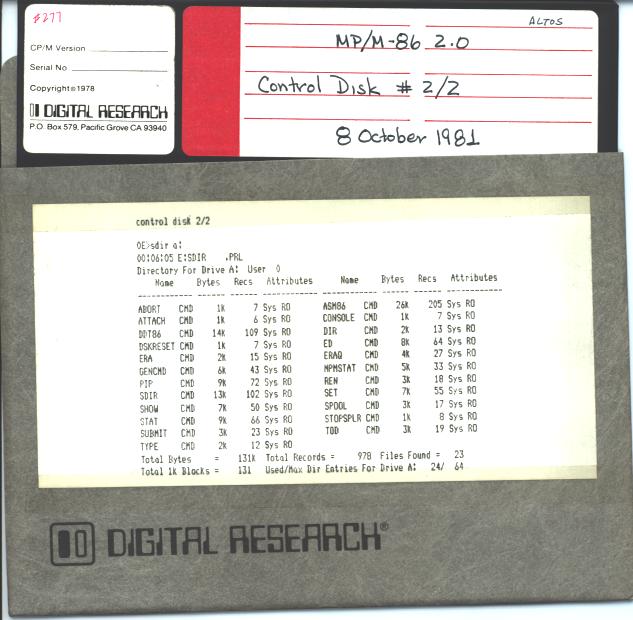 #277
CP/M Version
Serial No
Copyright©1978
DIGITAL RESEARCH
P.O. Box 579, Pacific Grove CA 93940
ALTOS
MP/M-86 2.0
Control Disk # 2/2
8 October 1981
control disk 2/2
0E>sdir a:
00:06:05 E:SDIR .PRL
Directory For Drive A: User 0
Name Bytes Recs Attributes Name Bytes Recs Attributes
ABORT CMD 1k 7 Sys RO ASM86 CMD 26k 205 Sys RO
ATTACH CMD 1k 6 Sys RO CONSOLE CMD 1k 7 Sys RO
DDT86 CMD 14k 109 Sys RO DIR CMD 2k 13 Sys RO
DSKRESET CMD 1k 7 Sys RO ED CMD 8k 64 Sys RO
ERA CMD 2k 15 Sys RO ERAQ CMD 4k 27 Sys RO
GENCMD CMD 6k 43 Sys RO MPMSTAT CMD 5k 33 Sys RO
PIP CMD 9k 72 Sys RO REN CMD 3k 18 Sys RO
SDIR CMD 13k 102 Sys RO SET CMD 7k 55 Sys RO
SHOW CMD 7k 50 Sys RO SPOOL CMD 3k 17 Sys RO
STAT CMD 9k 66 Sys RO STOPSPLR CMD 1k 8 Sys RO
SUBMIT CMD 3k 23 Sys RO TOD CMD 3k 19 Sys RO
TYPE CMD 2k 12 Sys RO
Total Bytes = 131k Total Records = 978 Files Found = 23
Total 1k Blocks = 131 Used/Max Dir Entries For Drive A: 24/ 64
DIGITAL RESEARCH®